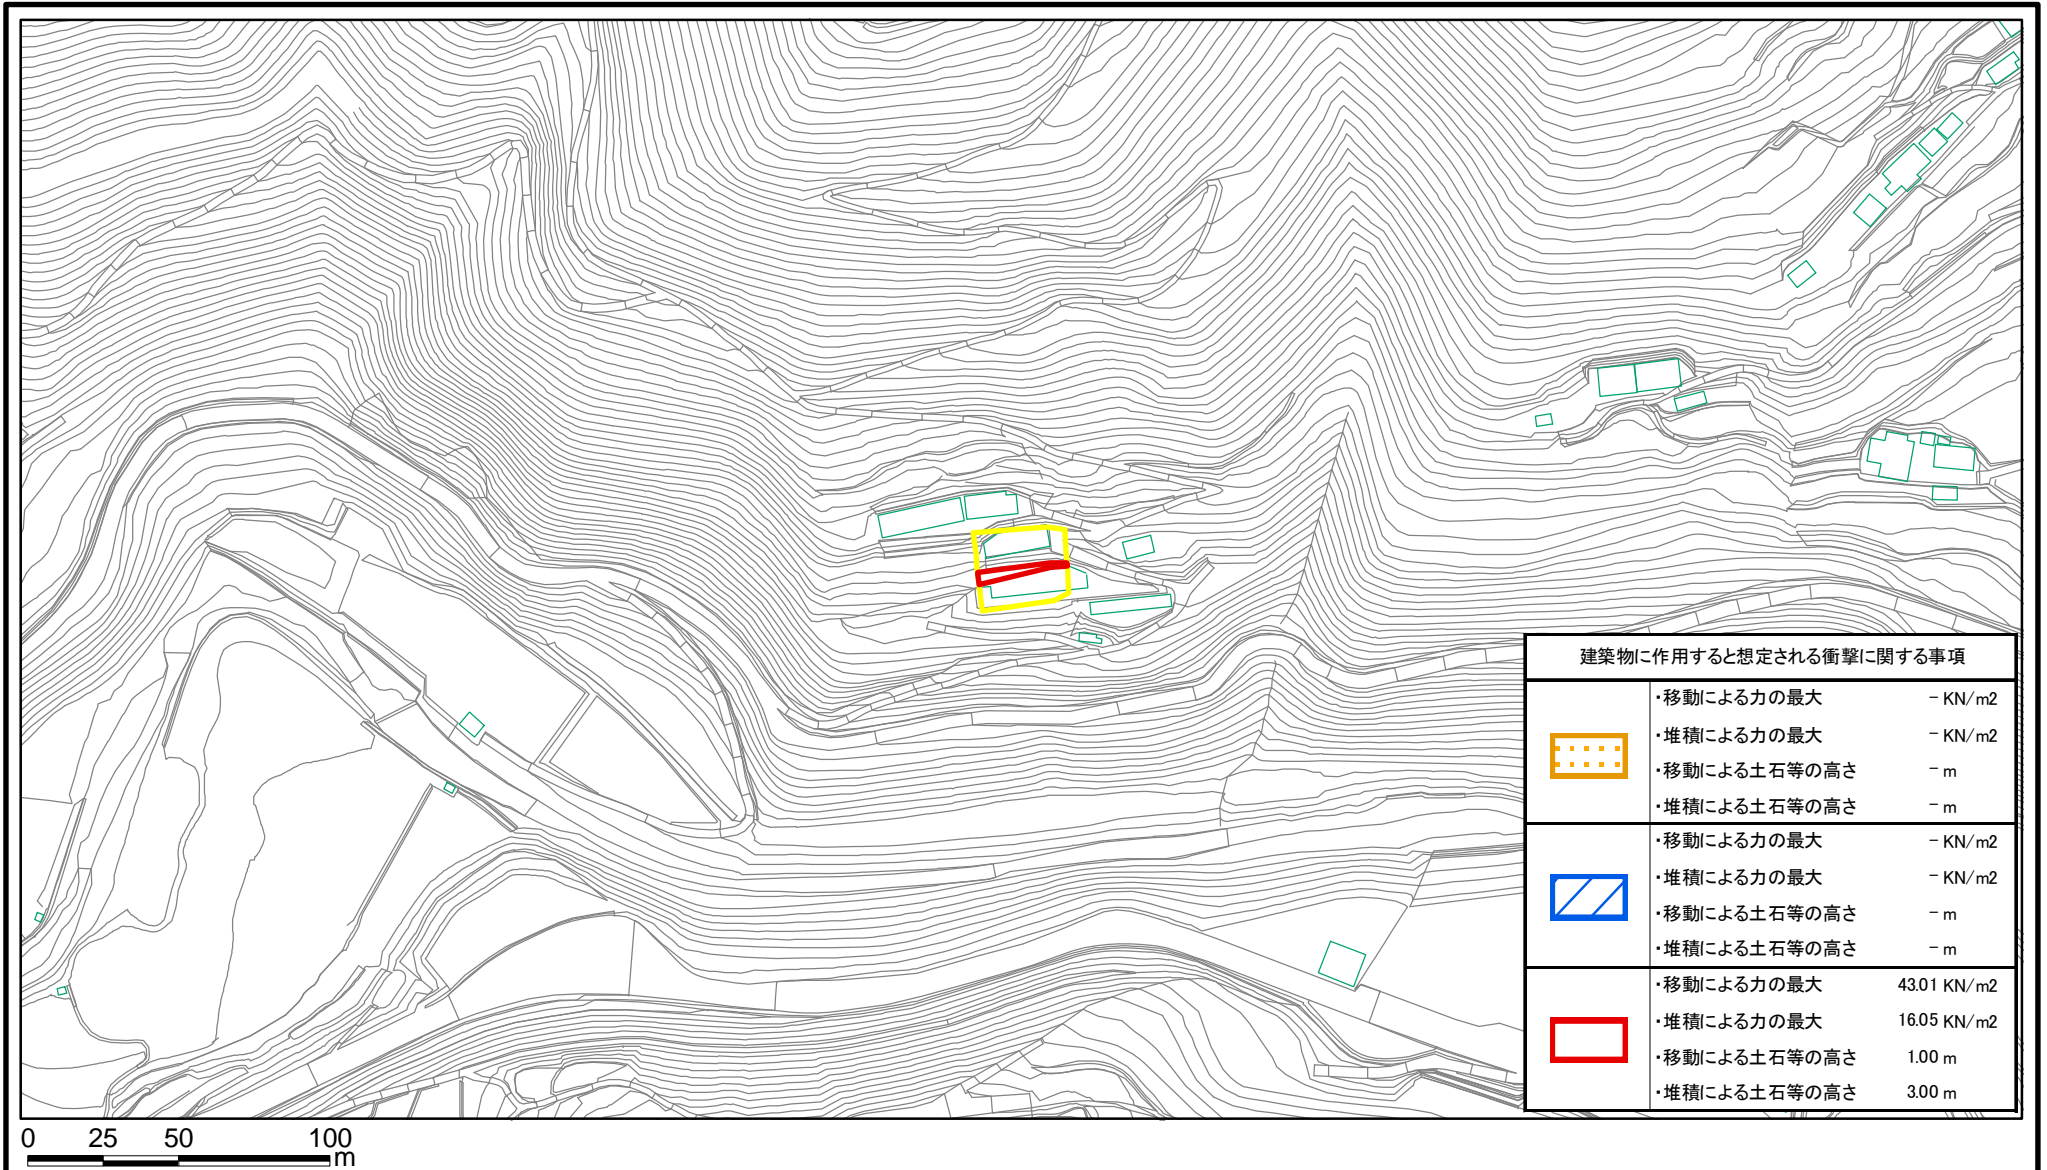 建築物に作用すると想定される衝撃に関する事項
・移動による力の最大 - KN/m2
・堆積による力の最大 - KN/m2
・移動による土石等の高さ - m
・堆積による土石等の高さ - m
・移動による力の最大 - KN/m2
・堆積による力の最大 - KN/m2
・移動による土石等の高さ - m
・堆積による土石等の高さ - m
・移動による力の最大 43.01 KN/m2
・堆積による力の最大 16.05 KN/m2
・移動による土石等の高さ 1.00 m
・堆積による土石等の高さ 3.00 m
0 25 50 100
m